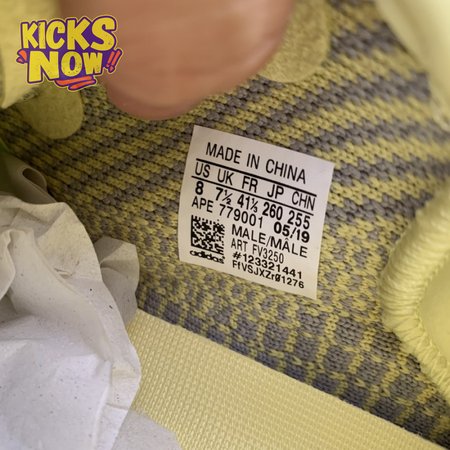 KICKS
NOW
MADE IN CHINA
US UK FR JP CHN
8 7½ 41⅓ 260 255
APE 779001 05/19
MALE/MÂLE
ART FV3250
#123321441
adidas